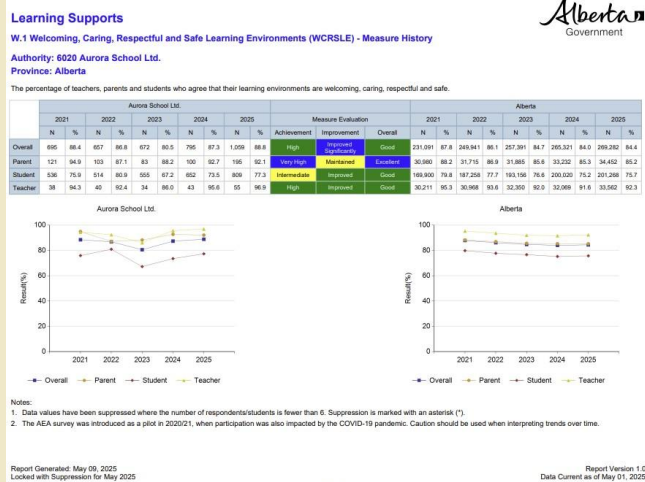 Learning Supports
Alberta
Government
W.1 Welcoming, Caring, Respectful and Safe Learning Environments (WCRSLE) - Measure History
Authority: 6020 Aurora School Ltd.
Province: Alberta
The percentage of teachers, parents and students who agree that their learning environments are welcoming, caring, respectful and safe.
Aurora School Ltd. Alberta
2021 2022 2023 2024 2025 Measure Evaluation 2021 2022 2023 2024 2025
N % N % N % N % N % Achievement Improvement Overall N % N % N % N % N %
Overall 695 88.4 657 86.8 672 80.5 795 87.3 1,059 88.8 High Improved Significantly Good 231,091 87.8 249,941 86.1 257,391 84.7 265,321 84.0 269,282 84.4
Parent 121 94.9 103 87.1 83 88.2 100 92.7 195 92.1 Very High Maintained Excellent 30,980 88.2 31,715 86.9 31,885 85.6 33,232 85.3 34,452 85.2
Student 536 75.9 514 80.9 555 67.2 652 73.5 809 77.3 Intermediate Improved Good 169,900 79.8 187,258 77.7 193,156 76.6 200,020 75.2 201,268 75.7
Teacher 38 94.3 40 92.4 34 86.0 43 95.6 55 96.9 High Improved Good 30,211 95.3 30,968 93.6 32,350 92.0 32,069 91.6 33,562 92.3
Aurora School Ltd.
100
80
60
40
20
0
Result(%)
2021 2022 2023 2024 2025
Overall Parent Student Teacher
Alberta
100
80
60
40
20
0
Result(%)
2021 2022 2023 2024 2025
Overall Parent Student Teacher
Notes:
1. Data values have been suppressed where the number of respondents/students is fewer than 6. Suppression is marked with an asterisk (*).
2. The AEA survey was introduced as a pilot in 2020/21, when participation was also impacted by the COVID-19 pandemic. Caution should be used when interpreting trends over time.
Report Generated: May 09, 2025
Locked with Suppression for May 2025
Report Version 1.0
Data Current as of May 01, 2025